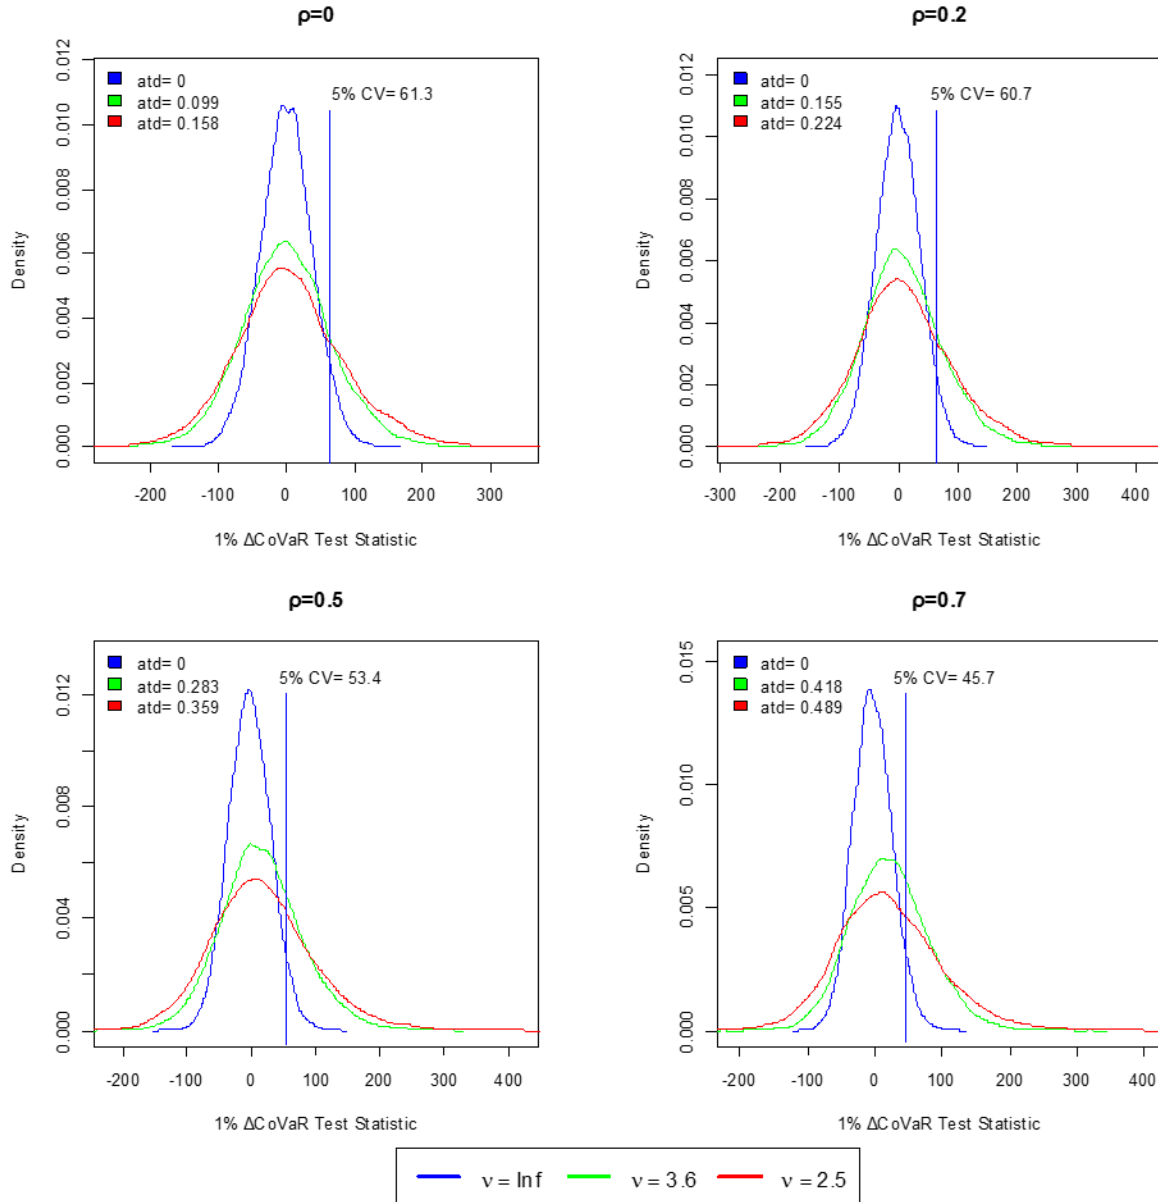 ρ=0
atd= 0
atd= 0.099
atd= 0.158
5% CV= 61.3
0.012
0.010
0.008
0.006
0.004
0.002
0.000
Density
-200 -100 0 100 200 300
1% ΔCoVaR Test Statistic
ρ=0.2
atd= 0
atd= 0.155
atd= 0.224
5% CV= 60.7
0.012
0.010
0.008
0.006
0.004
0.002
0.000
Density
-300 -200 -100 0 100 200 300 400
1% ΔCoVaR Test Statistic
ρ=0.5
atd= 0
atd= 0.283
atd= 0.359
5% CV= 53.4
0.012
0.008
0.004
0.000
Density
-200 -100 0 100 200 300 400
1% ΔCoVaR Test Statistic
ρ=0.7
atd= 0
atd= 0.418
atd= 0.489
5% CV= 45.7
0.015
0.010
0.005
0.000
Density
-200 -100 0 100 200 300 400
1% ΔCoVaR Test Statistic
ν = Inf ν = 3.6 ν = 2.5